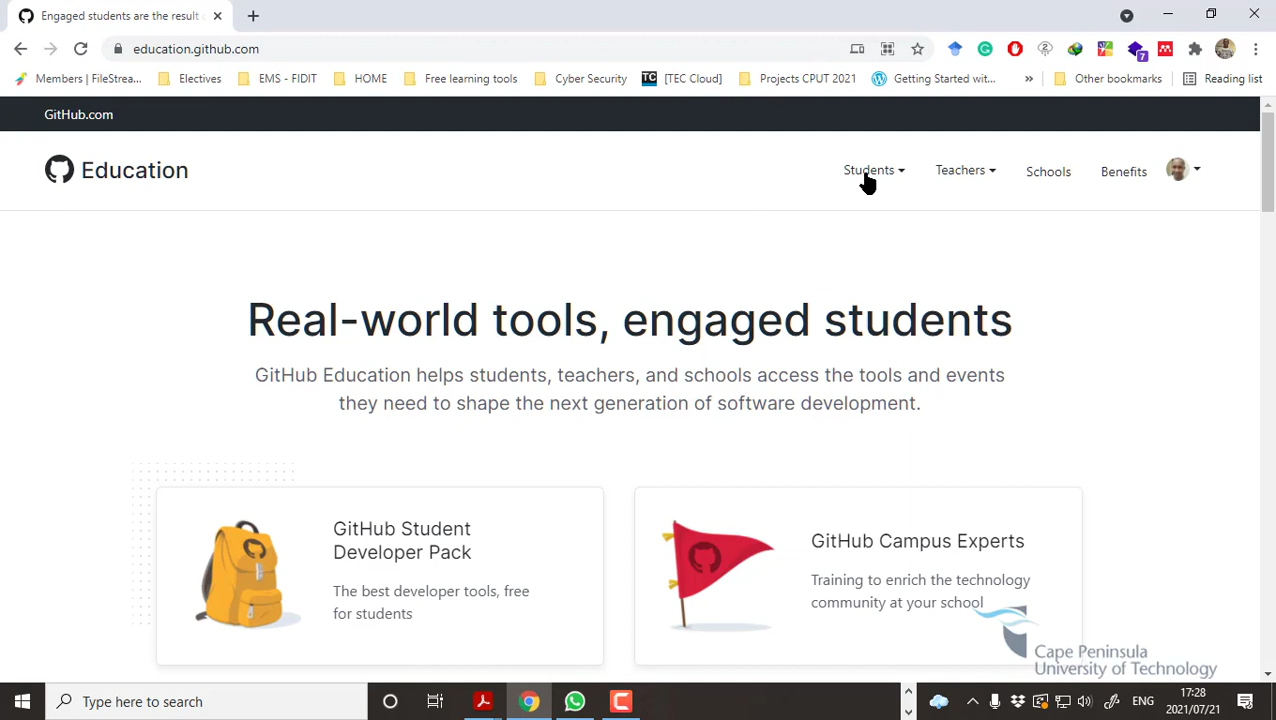 Engaged students are the result
education.github.com
Members | FileStrea...
Electives
EMS - FIDIT
HOME
Free learning tools
Cyber Security
TC
[TEC Cloud]
Projects CPUT 2021
Getting Started wit...
»
Other bookmarks
Reading list
7
GitHub.com
Education
Students
Teachers
Schools
Benefits
Real-world tools, engaged students
GitHub Education helps students, teachers, and schools access the tools and events
they need to shape the next generation of software development.
GitHub Student
Developer Pack
The best developer tools, free
for students
GitHub Campus Experts
Training to enrich the technology
community at your school
Cape Peninsula
University of Technology
Type here to search
ENG
17:28
2021/07/21